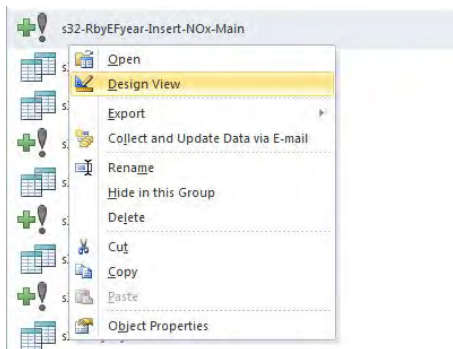 s32-RbyEFyear-Insert-NOx-Main
Open
Design View
Export
Collect and Update Data via E-mail
Rename
Hide in this Group
Delete
Cut
Copy
Paste
Object Properties